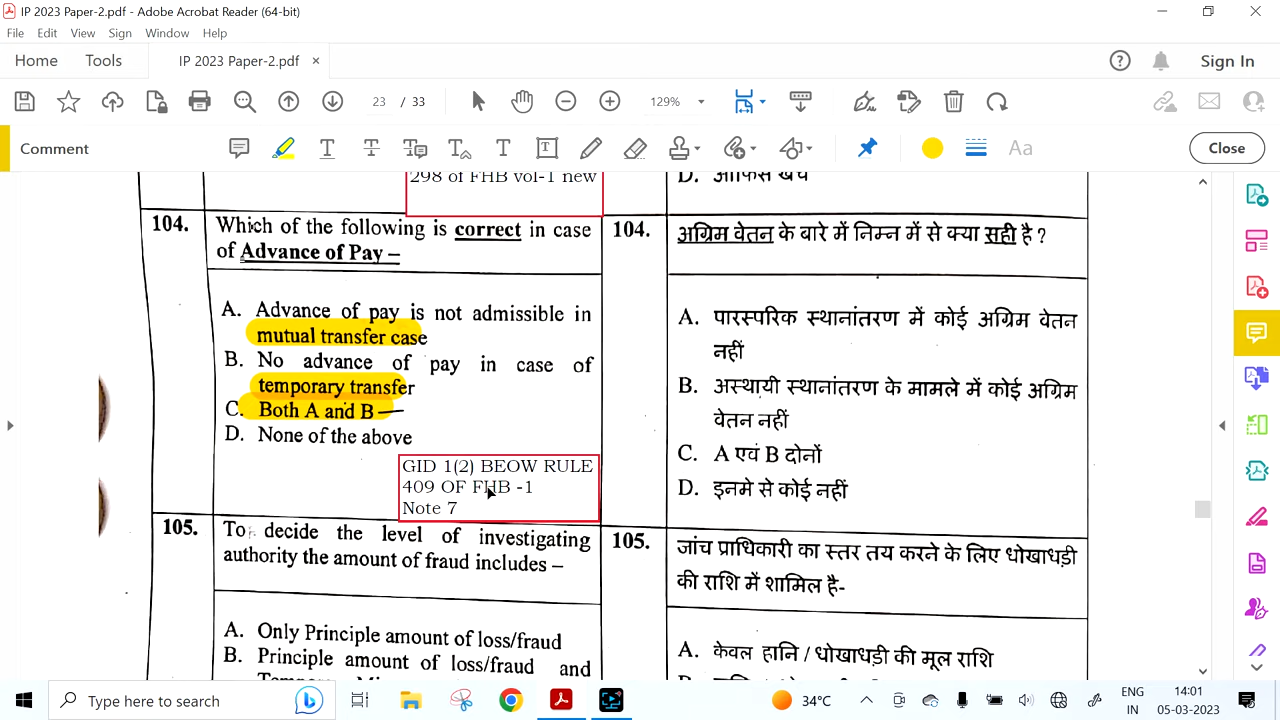 IP 2023 Paper-2.pdf - Adobe Acrobat Reader (64-bit)
File Edit View Sign Window Help
Home Tools IP 2023 Paper-2.pdf × Sign In
23 / 33 129%
Comment Aa Close
298 of FHB vol-1 new
D. ऑफिस खर्च
104. Which of the following is correct in case
of Advance of Pay –
A. Advance of pay is not admissible in
mutual transfer case
B. No advance of pay in case of
temporary transfer
C. Both A and B
D. None of the above
GID 1(2) BEOW RULE
409 OF FHB -1
Note 7
104. अग्रिम वेतन के बारे में निम्न में से क्या सही है ?
A. पारस्परिक स्थानांतरण में कोई अग्रिम वेतन
नहीं
B. अस्थायी स्थानांतरण के मामले में कोई अग्रिम
वेतन नहीं
C. A एवं B दोनों
D. इनमे से कोई नहीं
105. To decide the level of investigating
authority the amount of fraud includes –
A. Only Principle amount of loss/fraud
B. Principle amount of loss/fraud and
105. जांच प्राधिकारी का स्तर तय करने के लिए धोखाधड़ी
की राशि में शामिल है-
A. केवल हानि / धोखाधड़ी की मूल राशि
Type here to search
34°C ENG 14:01
IN 05-03-2023